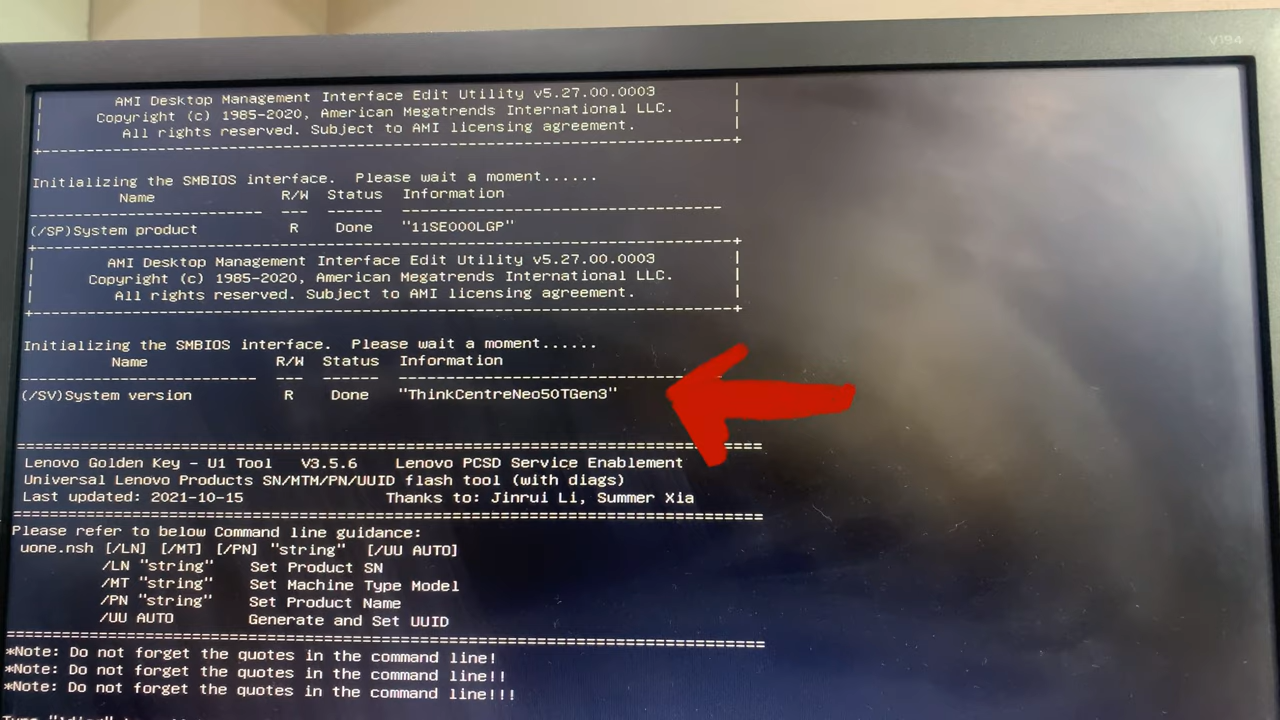 V194
| AMI Desktop Management Interface Edit Utility v5.27.00.0003 |
| Copyright (c) 1985-2020, American Megatrends International LLC. |
| All rights reserved. Subject to AMI licensing agreement. |
+------------------------------------------------------------------------------+
Initializing the SMBIOS interface.  Please wait a moment......
Name R/W Status Information
------------------------- --- ------ -----------------------------------
(/SP)System product R Done "11SE000LGP"
+------------------------------------------------------------------------------+
| AMI Desktop Management Interface Edit Utility v5.27.00.0003 |
| Copyright (c) 1985-2020, American Megatrends International LLC. |
| All rights reserved. Subject to AMI licensing agreement. |
+------------------------------------------------------------------------------+
Initializing the SMBIOS interface.  Please wait a moment......
Name R/W Status Information
------------------------- --- ------ -----------------------------------
(/SV)System version R Done "ThinkCentreNeo50TGen3"
================================================================================
Lenovo Golden Key - U1 Tool V3.5.6 Lenovo PCSD Service Enablement
Universal Lenovo Products SN/MTM/PN/UUID flash tool (with diags)
Last updated: 2021-10-15 Thanks to: Jinrui Li, Summer Xia
================================================================================
Please refer to below Command line guidance:
uone.nsh [/LN] [/MT] [/PN] "string" [/UU AUTO]
/LN "string" Set Product SN
/MT "string" Set Machine Type Model
/PN "string" Set Product Name
/UU AUTO Generate and Set UUID
================================================================================
*Note: Do not forget the quotes in the command line!
*Note: Do not forget the quotes in the command line!!
*Note: Do not forget the quotes in the command line!!!